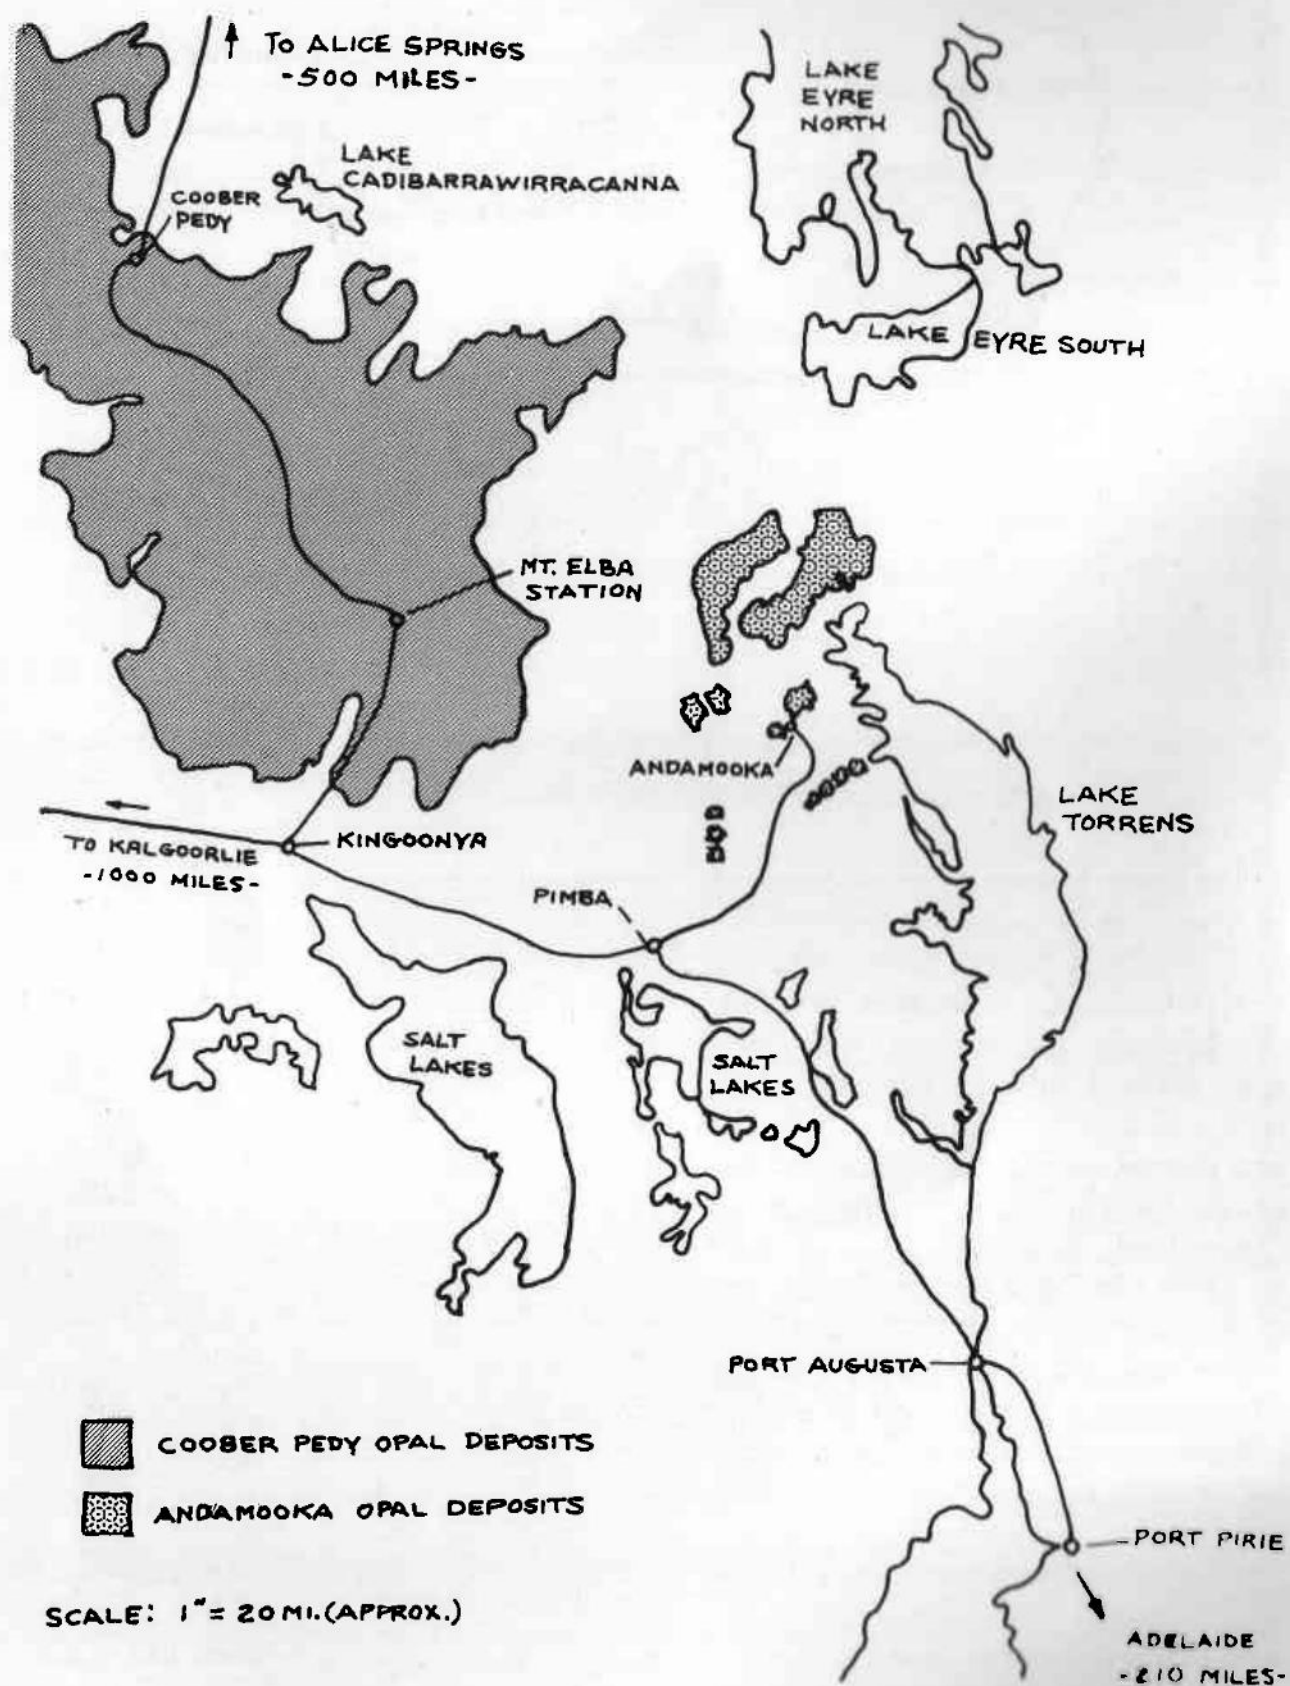 TO ALICE SPRINGS
-500 MILES-
LAKE
EYRE
NORTH
LAKE
CADIBARRAWIRRACANNA
COOBER
PEDY
LAKE EYRE SOUTH
MT. ELBA
STATION
ANDAMOOKA
LAKE
TORRENS
TO KALGOORLIE
-1000 MILES-
KINGOONYA
PIMBA
SALT
LAKES
SALT
LAKES
PORT AUGUSTA
COOBER PEDY OPAL DEPOSITS
ANDAMOOKA OPAL DEPOSITS
PORT PIRIE
SCALE: 1" = 20 MI. (APPROX.)
ADELAIDE
-210 MILES-